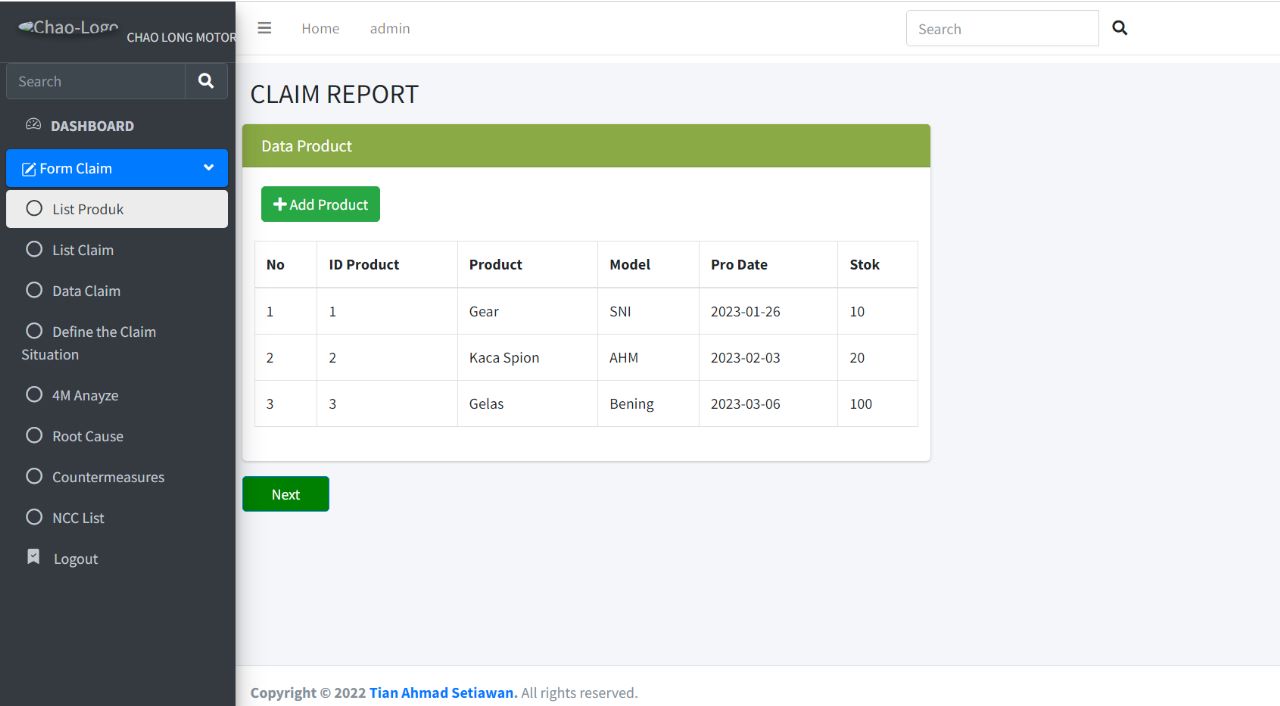 Chao-Logo
CHAO LONG MOTOR
Home
admin
Search
Search
DASHBOARD
Form Claim
List Produk
List Claim
Data Claim
Define the Claim
Situation
4M Anayze
Root Cause
Countermeasures
NCC List
Logout
CLAIM REPORT
Data Product
Add Product
No ID Product Product Model Pro Date Stok
1 1 Gear SNI 2023-01-26 10
2 2 Kaca Spion AHM 2023-02-03 20
3 3 Gelas Bening 2023-03-06 100
Next
Copyright © 2022 Tian Ahmad Setiawan. All rights reserved.